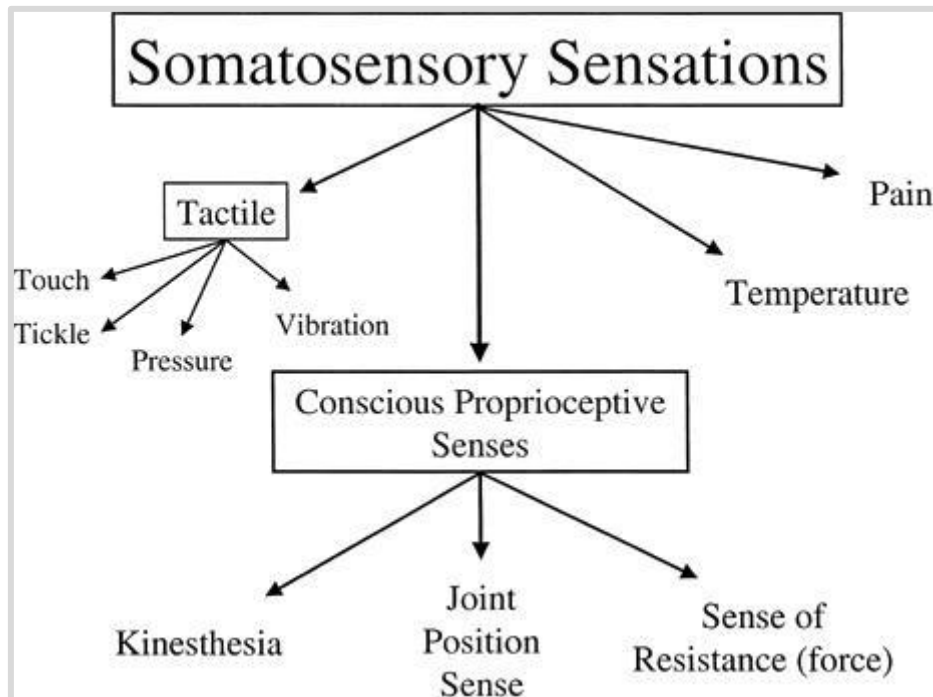 Somatosensory Sensations
Tactile
Pain
Touch
Tickle
Pressure
Vibration
Temperature
Conscious Proprioceptive
Senses
Kinesthesia
Joint
Position
Sense
Sense of
Resistance (force)